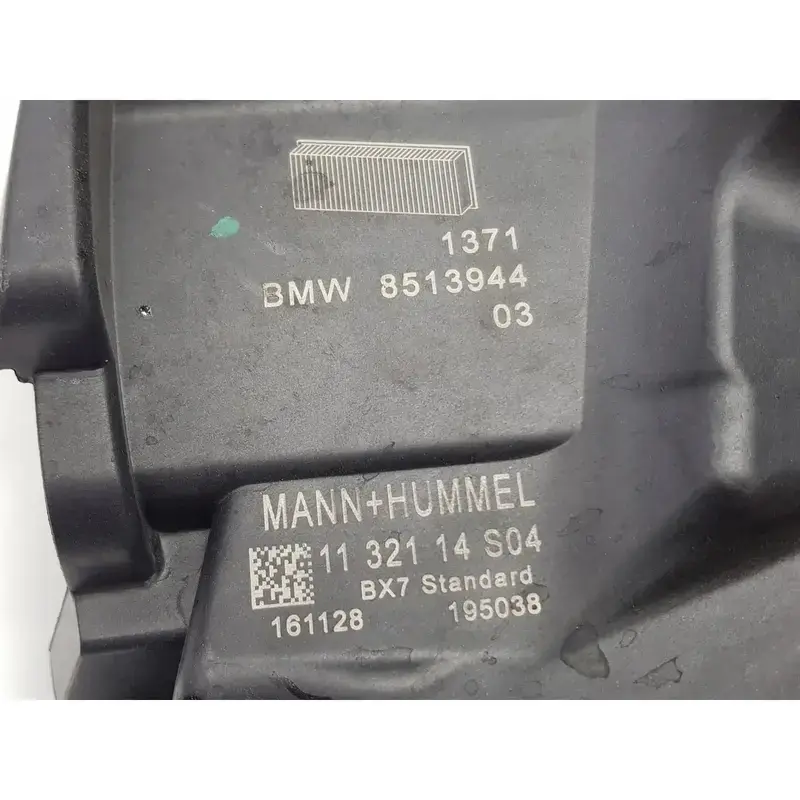 1371
BMW 8513944
03
MANN+HUMMEL
11 321 14 S04
BX7 Standard
161128 195038